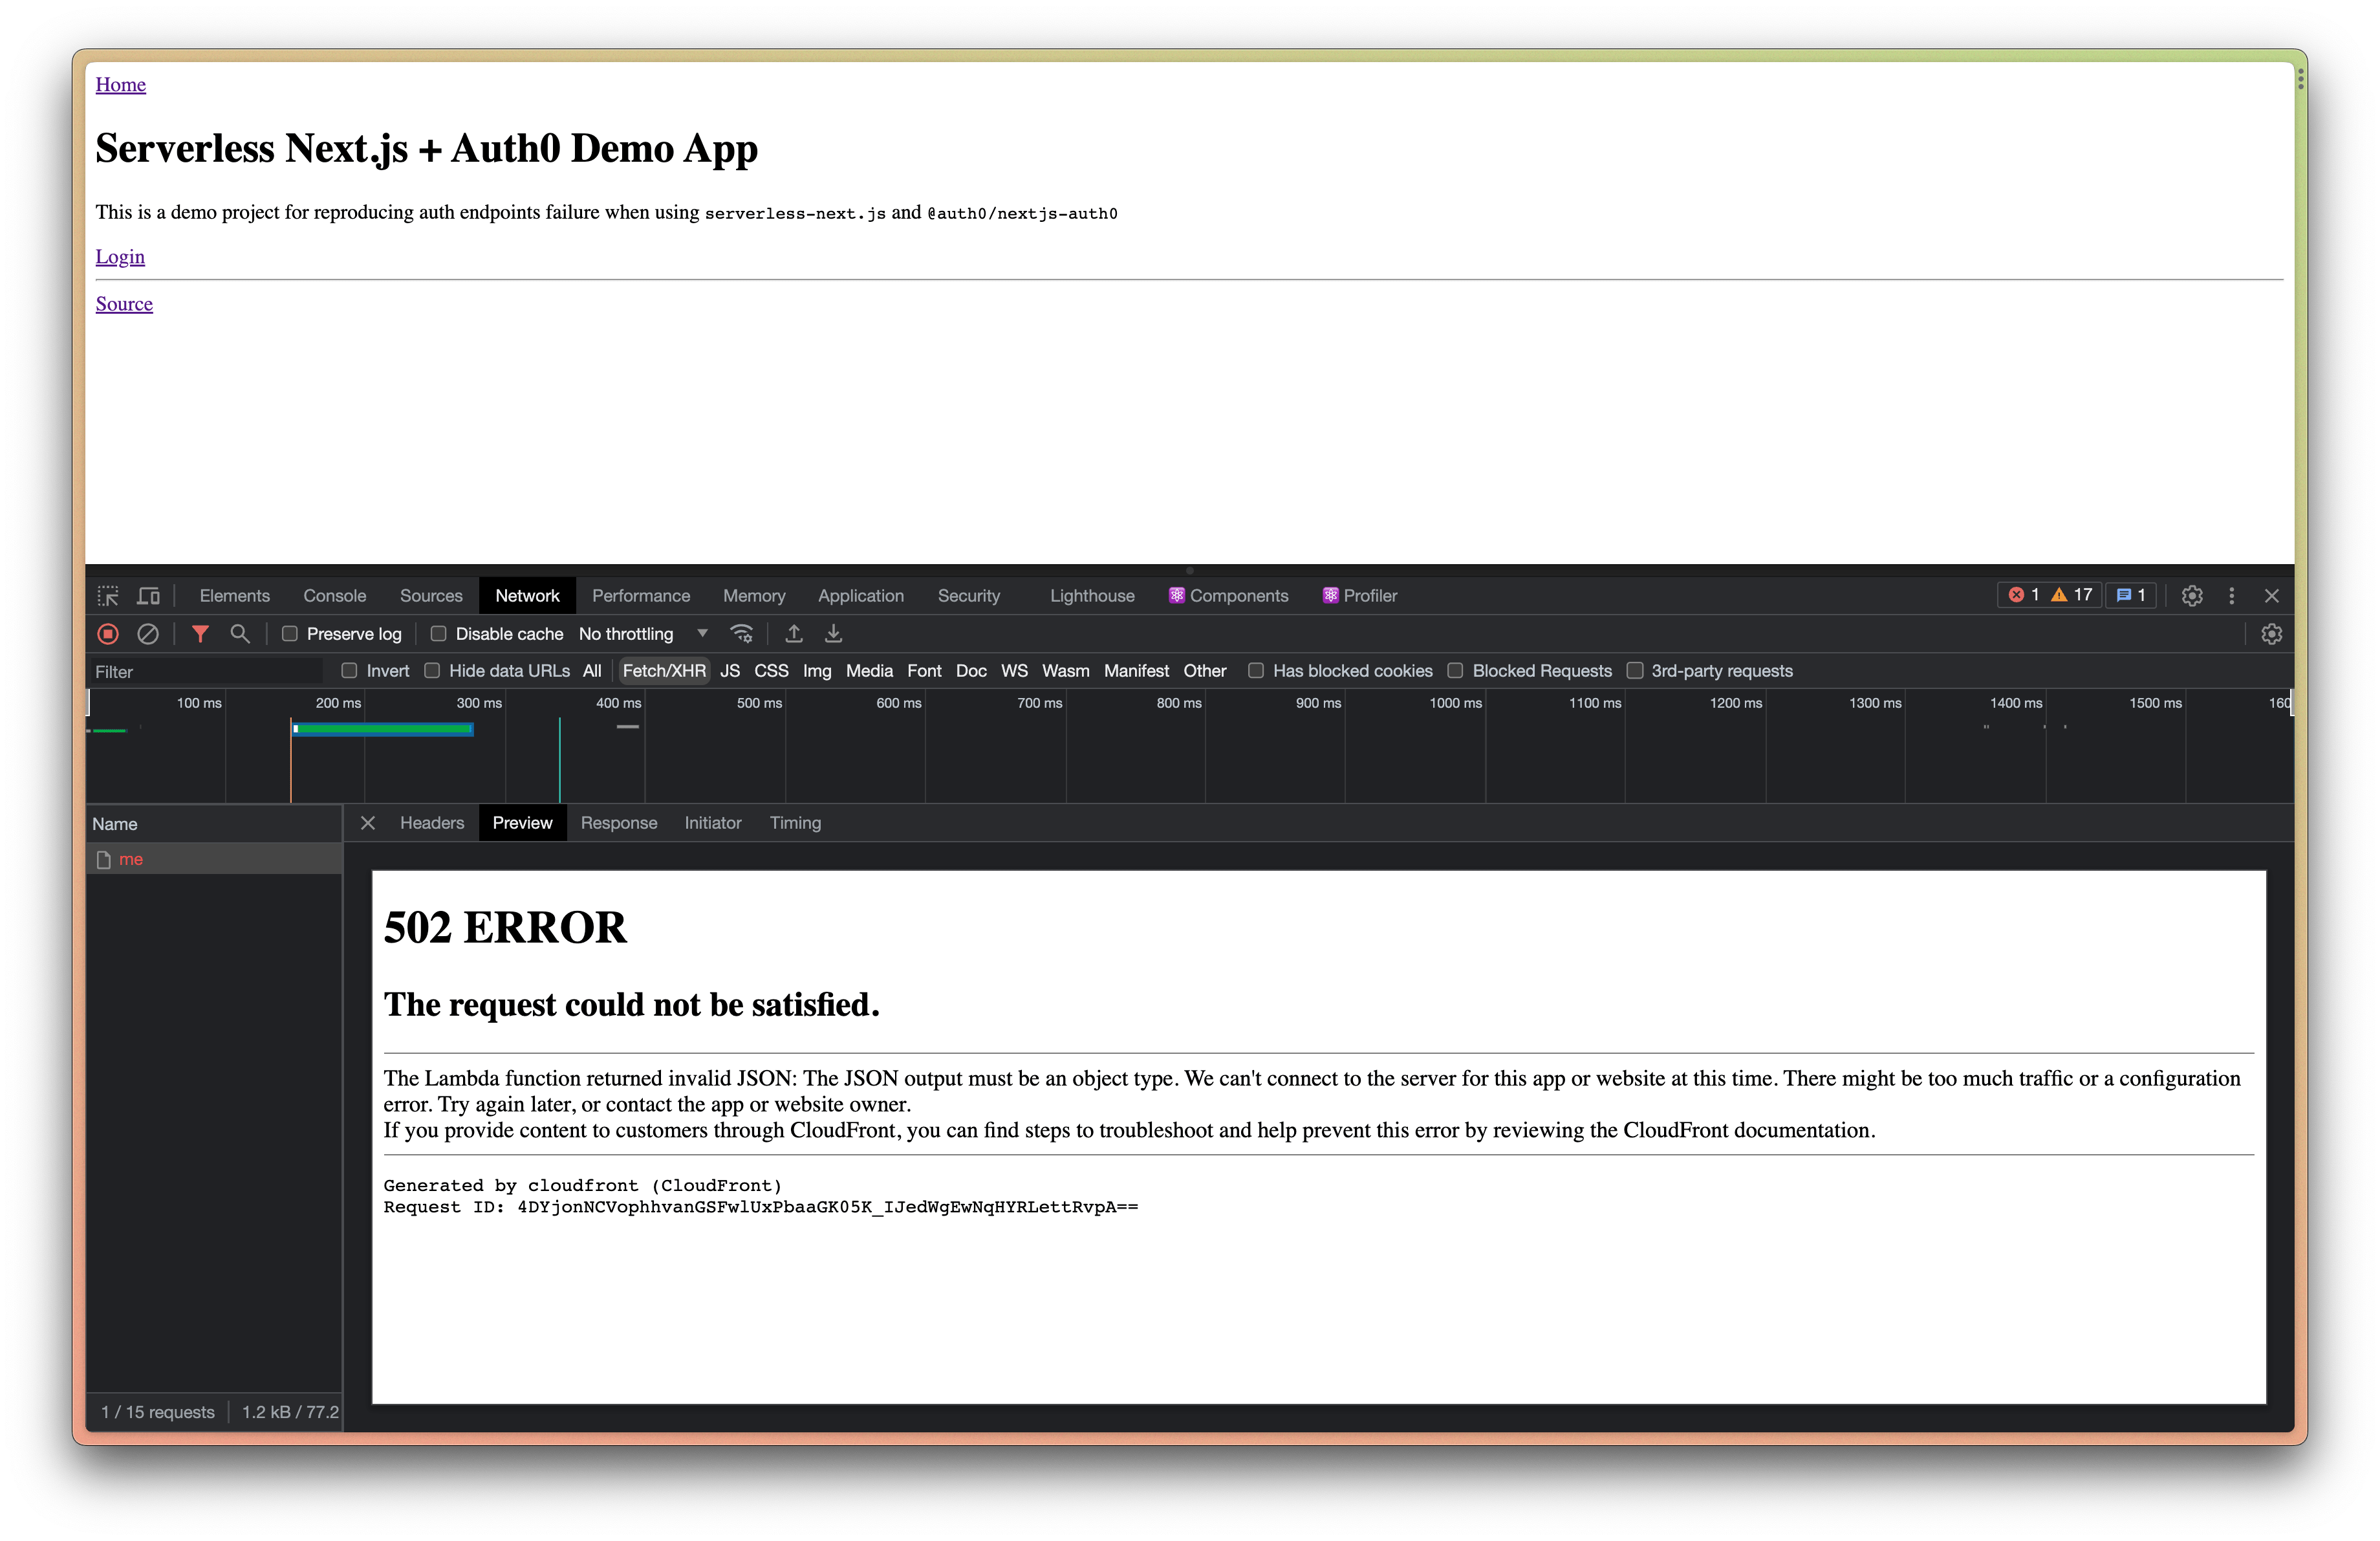 Home
Serverless Next.js + Auth0 Demo App
This is a demo project for reproducing auth endpoints failure when using serverless-next.js and @auth0/nextjs-auth0
Login
Source
Elements Console Sources Network Performance Memory Application Security Lighthouse Components Profiler 1 17 1
Preserve log Disable cache No throttling
Filter Invert Hide data URLs All Fetch/XHR JS CSS Img Media Font Doc WS Wasm Manifest Other Has blocked cookies Blocked Requests 3rd-party requests
100 ms 200 ms 300 ms 400 ms 500 ms 600 ms 700 ms 800 ms 900 ms 1000 ms 1100 ms 1200 ms 1300 ms 1400 ms 1500 ms 160
Name Headers Preview Response Initiator Timing
me
502 ERROR
The request could not be satisfied.
The Lambda function returned invalid JSON: The JSON output must be an object type. We can't connect to the server for this app or website at this time. There might be too much traffic or a configuration
error. Try again later, or contact the app or website owner.
If you provide content to customers through CloudFront, you can find steps to troubleshoot and help prevent this error by reviewing the CloudFront documentation.
Generated by cloudfront (CloudFront)
Request ID: 4DYjonNCVophhvanGSFwlUxPbaaGK05K_IJedWgEwNqHYRLettRvpA==
1 / 15 requests 1.2 kB / 77.2